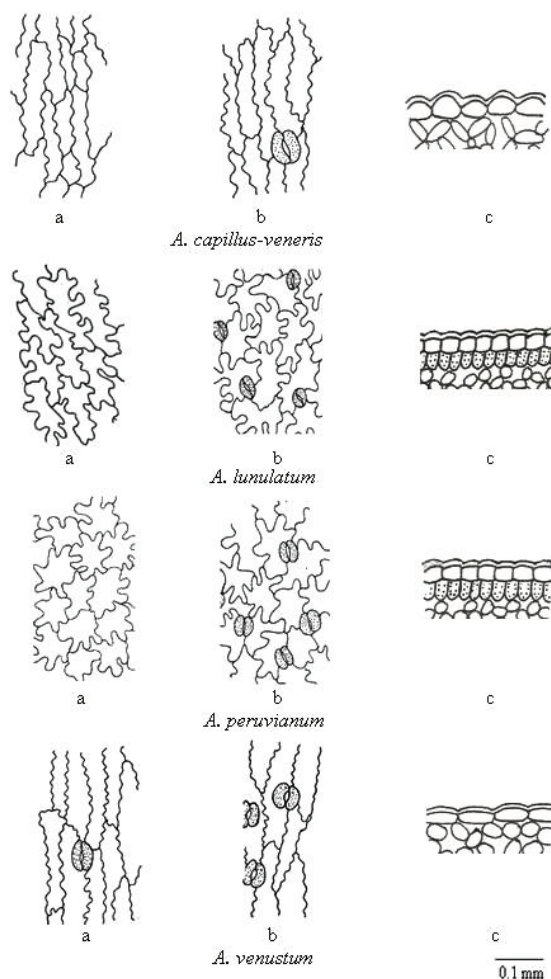 a b c
A. capillus-veneris
a b c
A. lunulatum
a b c
A. peruvianum
a b c
A. venustum
0.1 mm